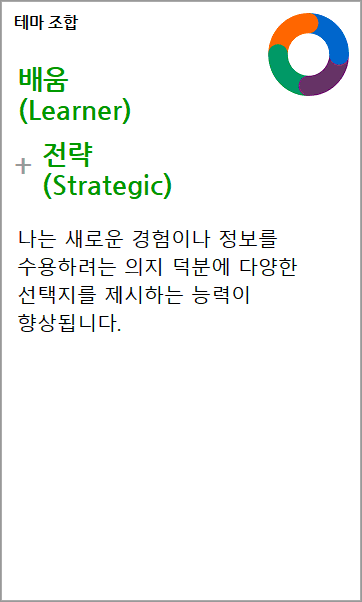 테마 조합
배움
(Learner)
+ 전략
(Strategic)
나는 새로운 경험이나 정보를
수용하려는 의지 덕분에 다양한
선택지를 제시하는 능력이
향상됩니다.